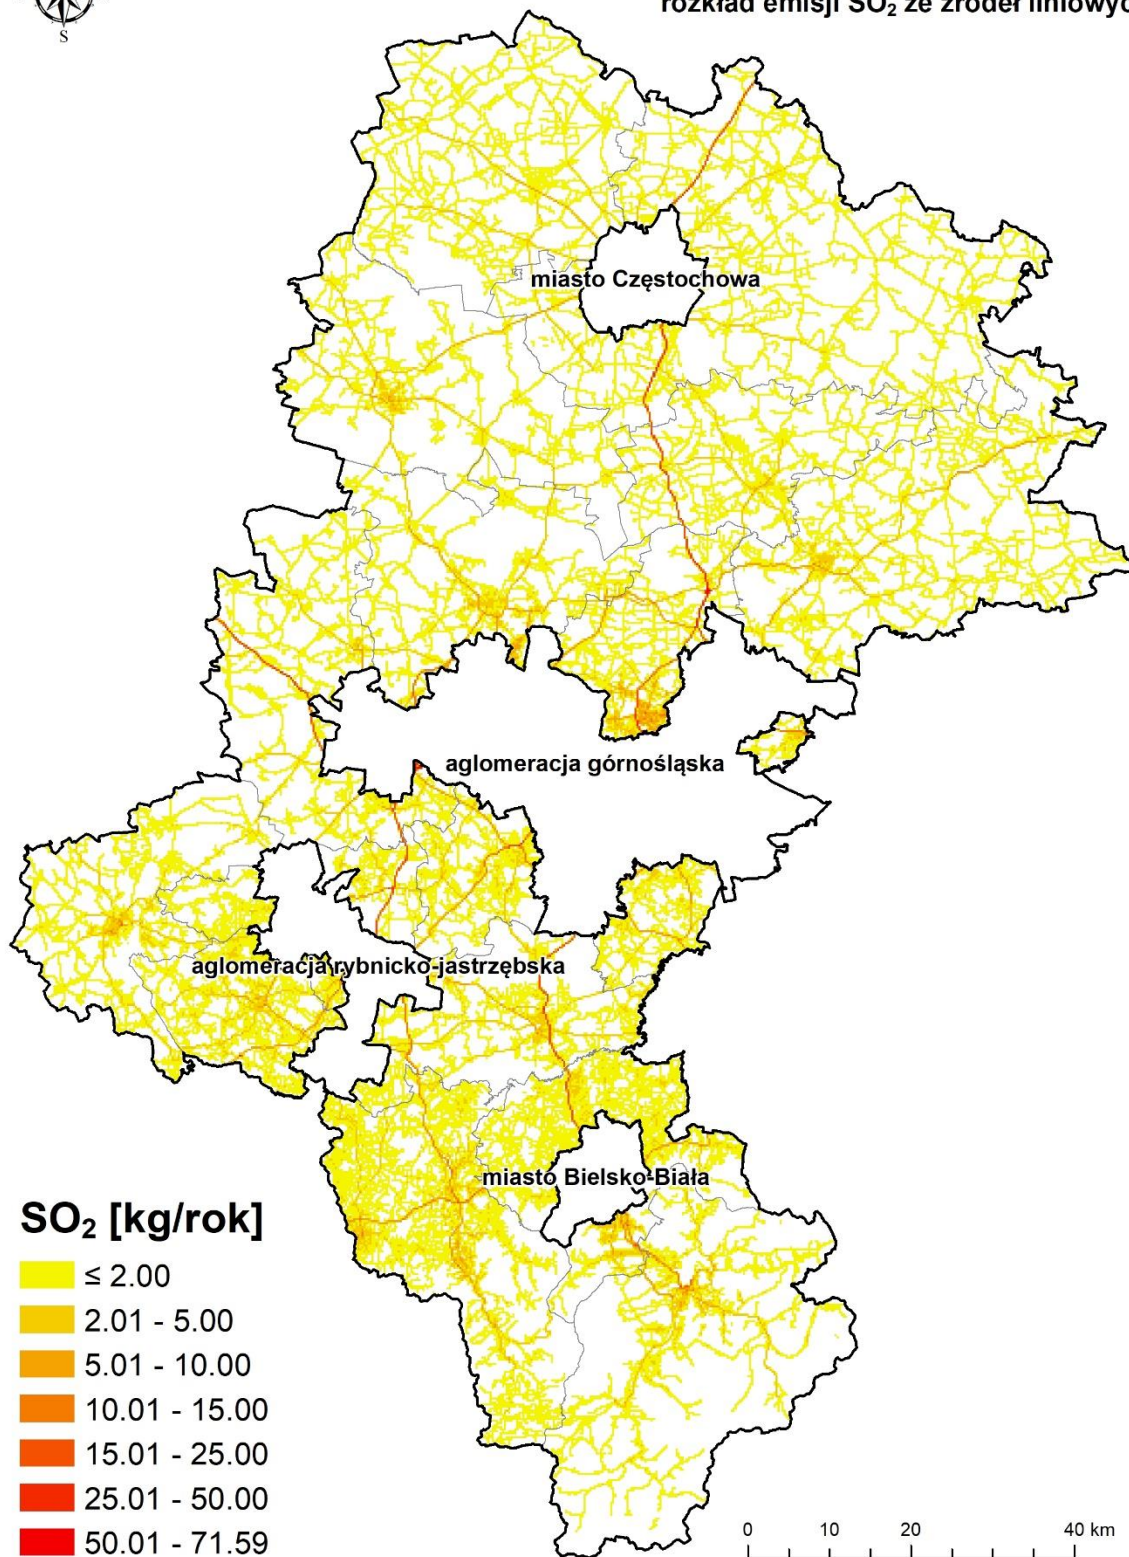 rozkład emisji SO₂ ze źródeł liniowych
S
miasto Częstochowa
aglomeracja górnośląska
aglomeracja rybnicko-jastrzębska
miasto Bielsko-Biała
SO₂ [kg/rok]
≤ 2.00
2.01 - 5.00
5.01 - 10.00
10.01 - 15.00
15.01 - 25.00
25.01 - 50.00
50.01 - 71.59
0 10 20 40 km